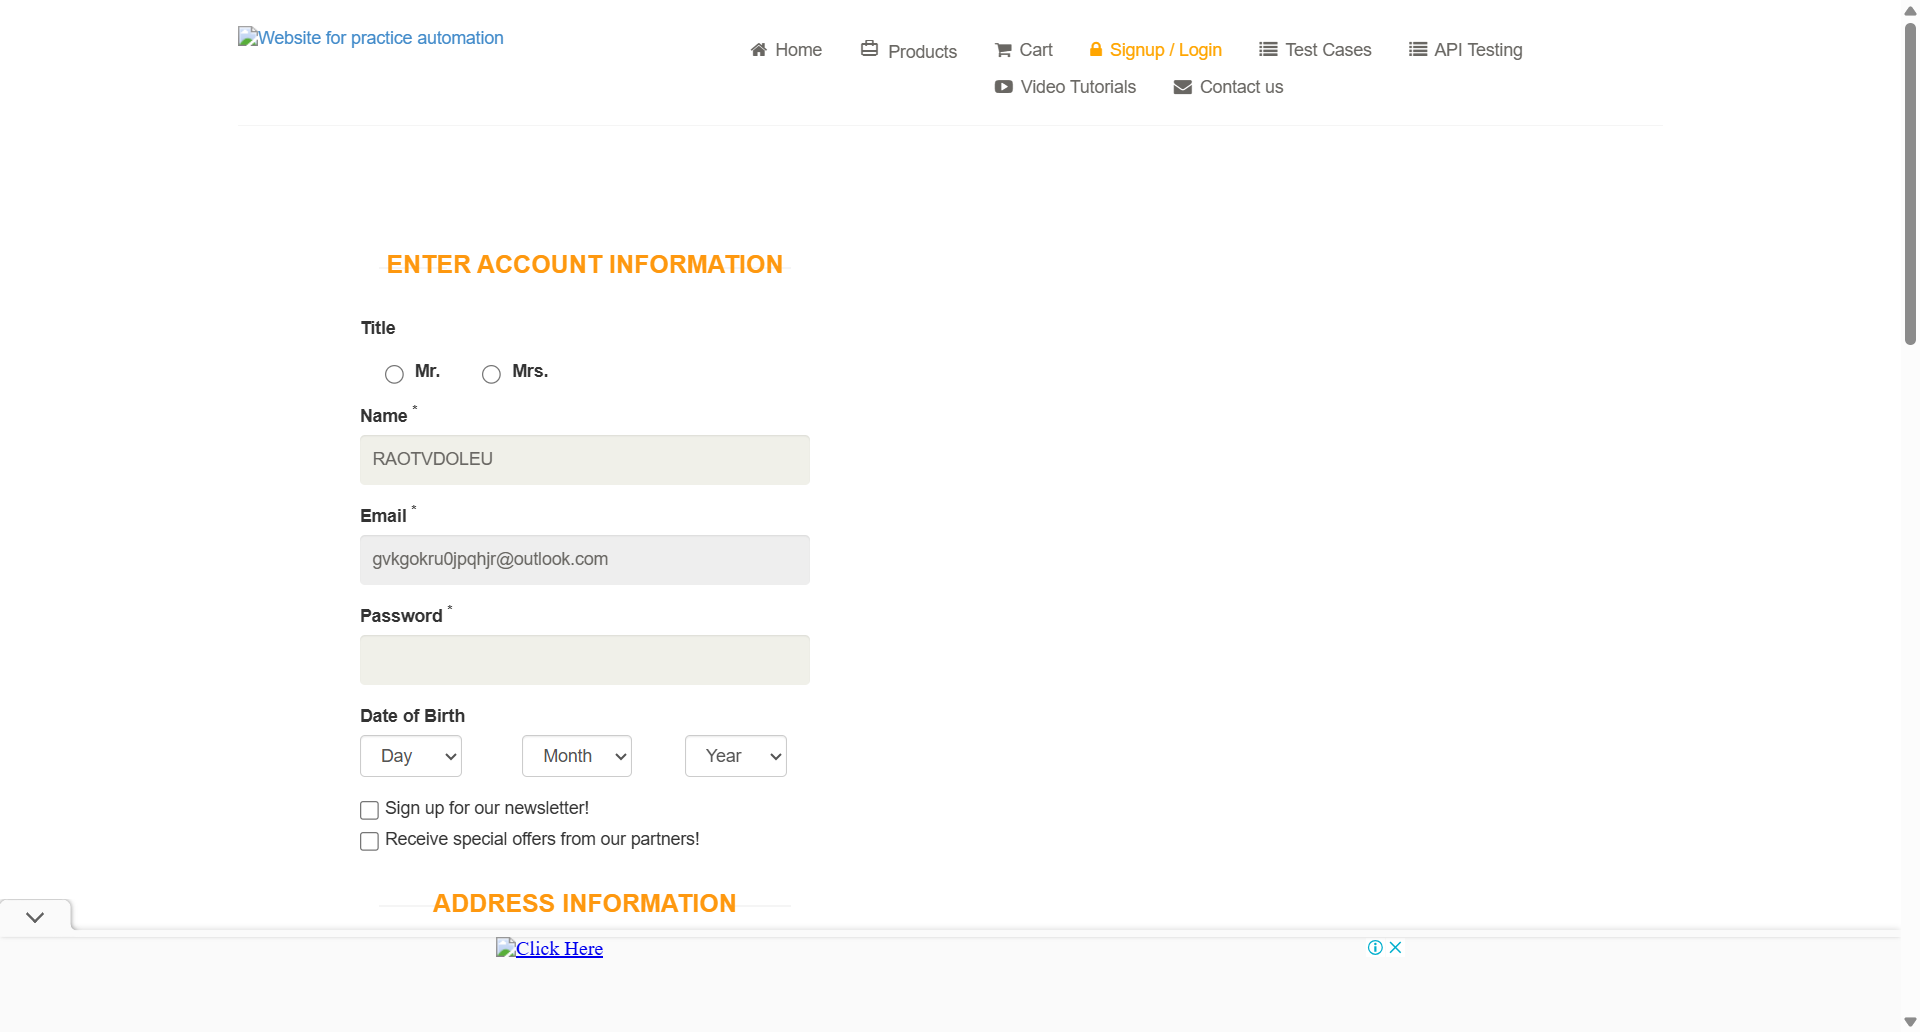 Website for practice automation
Home Products Cart Signup / Login Test Cases API Testing
Video Tutorials Contact us
ENTER ACCOUNT INFORMATION
Title
Mr. Mrs.
Name *
RAOTVDOLEU
Email *
gvkgokru0jpqhjr@outlook.com
Password *
Date of Birth
Day Month Year
Sign up for our newsletter!
Receive special offers from our partners!
ADDRESS INFORMATION
Click Here